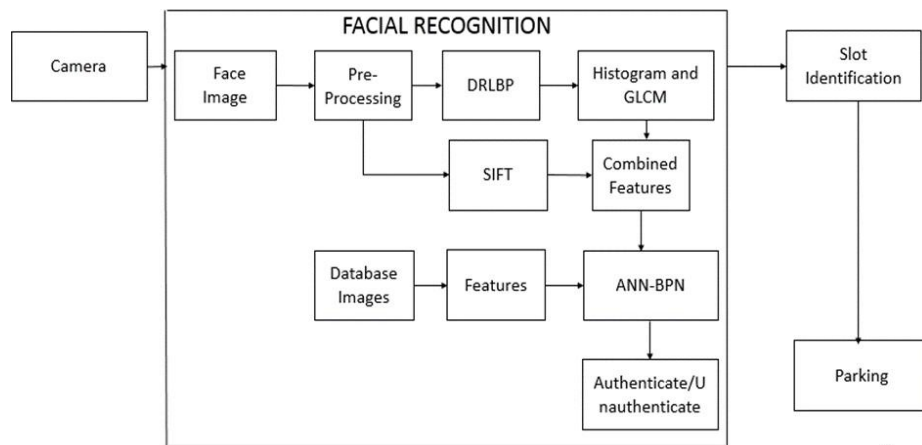 FACIAL RECOGNITION
Camera
Face
Image
Pre-
Processing
DRLBP
Histogram and
GLCM
Slot
Identification
SIFT
Combined
Features
Database
Images
Features
ANN-BPN
Authenticate/U
nauthenticate
Parking